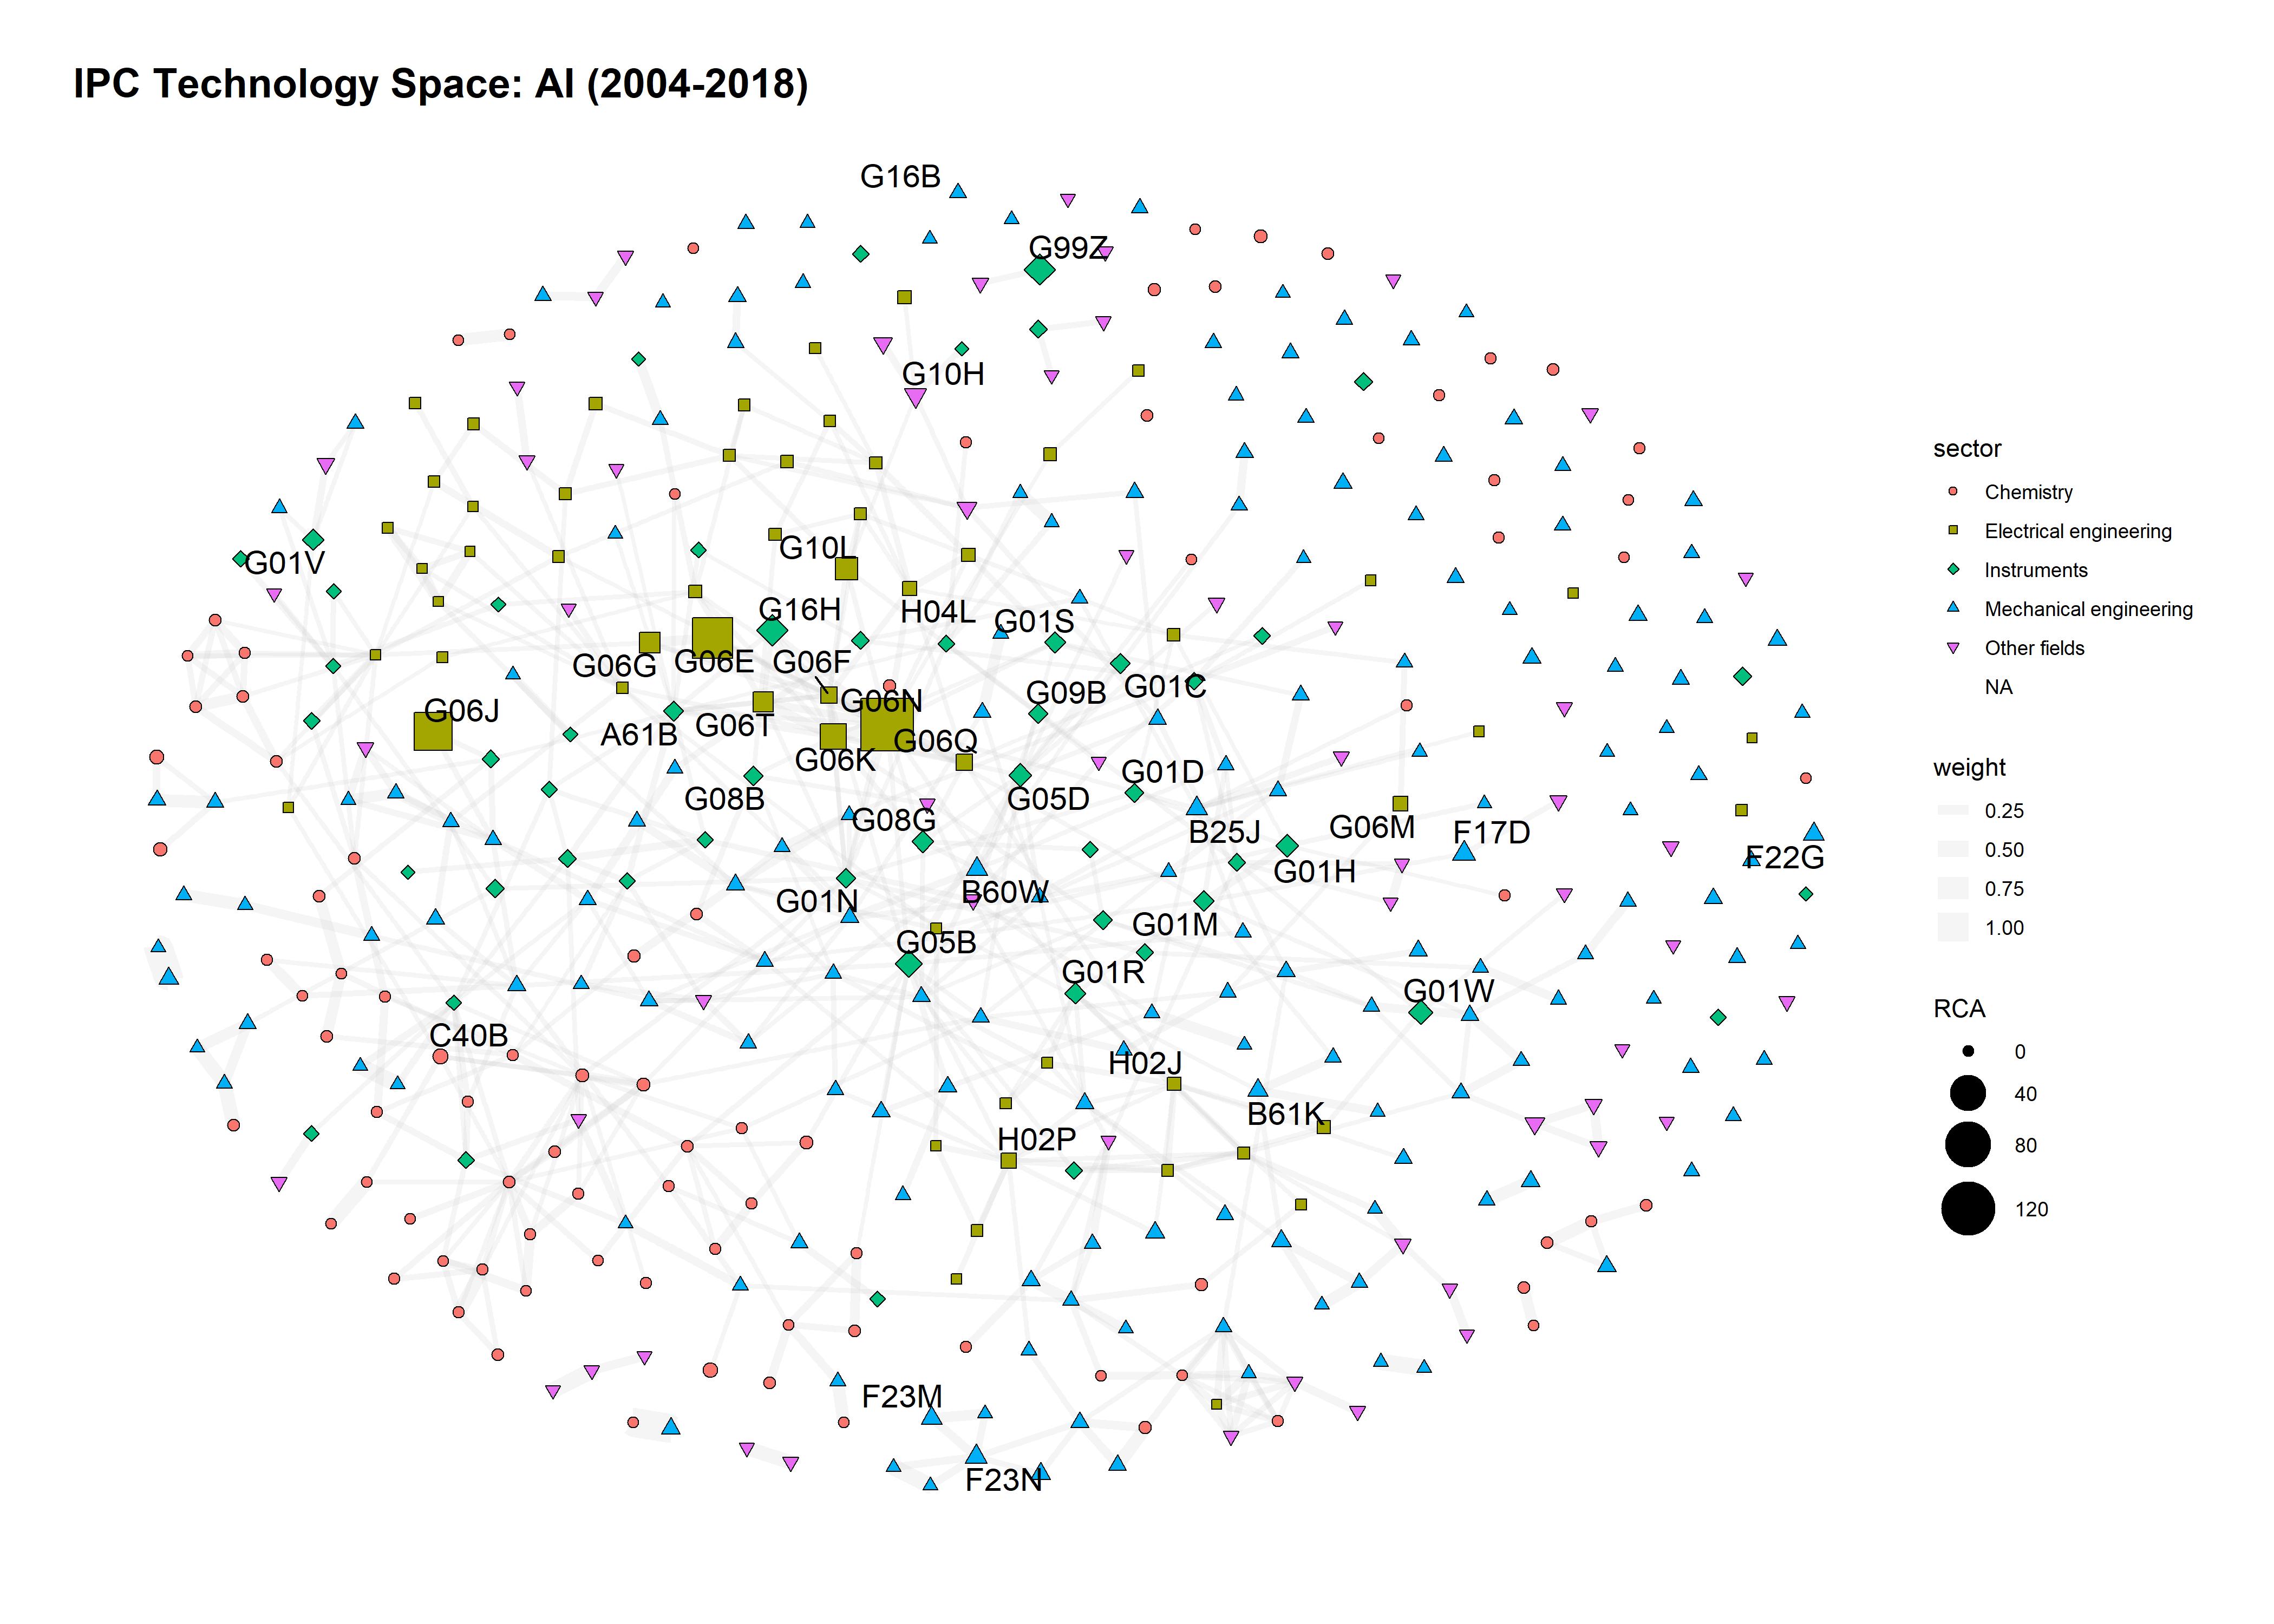 IPC Technology Space: AI (2004-2018)
G16B
G99Z
G10H
G01V
G10L
G16H
H04L
G01S
G06G
G06E
G06F
G01C
G09B
G06J
G06N
A61B
G06T
G06Q
G06K
G08B
G05D
G01D
G08G
B25J
G06M
F17D
F22G
G01H
B60W
G01N
G01M
G05B
G01R
G01W
C40B
H02J
B61K
H02P
F23M
F23N
sector
Chemistry
Electrical engineering
Instruments
Mechanical engineering
Other fields
NA
weight
0.25
0.50
0.75
1.00
RCA
0
40
80
120